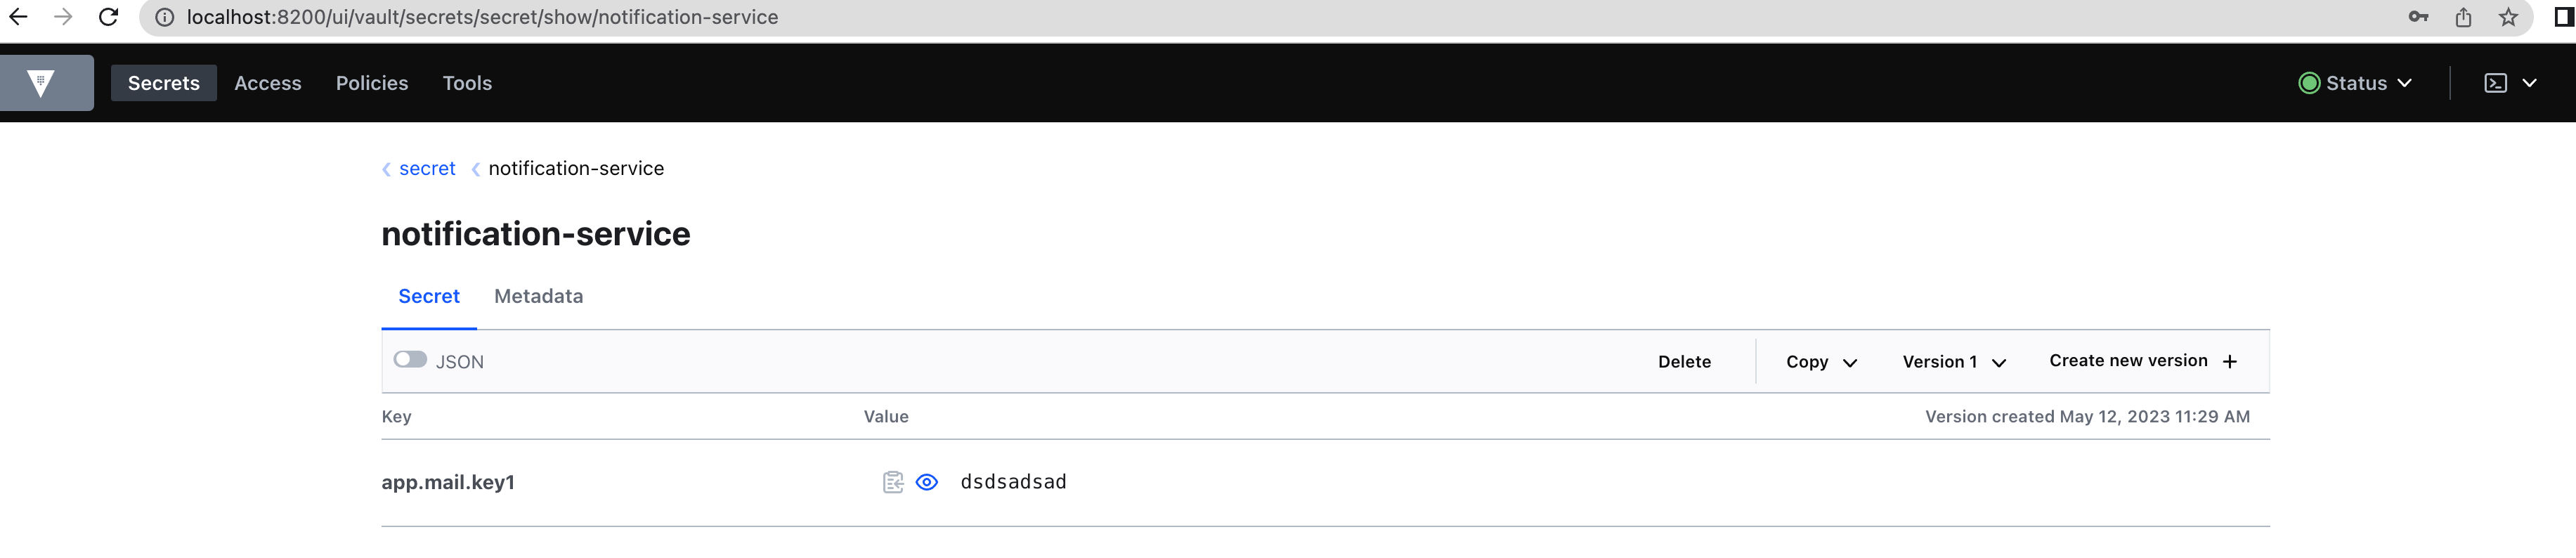 localhost:8200/ui/vault/secrets/secret/show/notification-service
Secrets Access Policies Tools Status
secret notification-service
notification-service
Secret Metadata
JSON Delete Copy Version 1 Create new version +
Key Value Version created May 12, 2023 11:29 AM
app.mail.key1 dsdsadsad